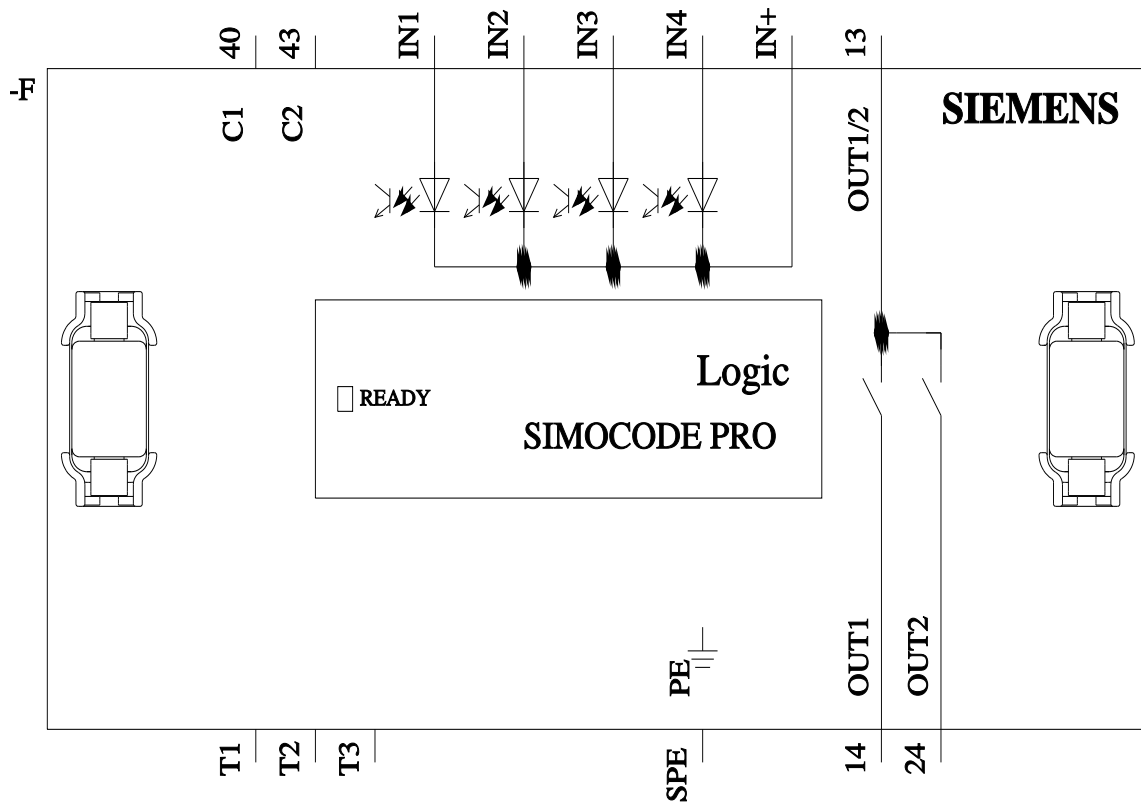 40
43
IN1
IN2
IN3
IN4
IN+
13
-F
C1
C2
OUT1/2
SIEMENS
Logic
READY
SIMOCODE PRO
PE
OUT1
OUT2
T1
T2
T3
SPE
14
24